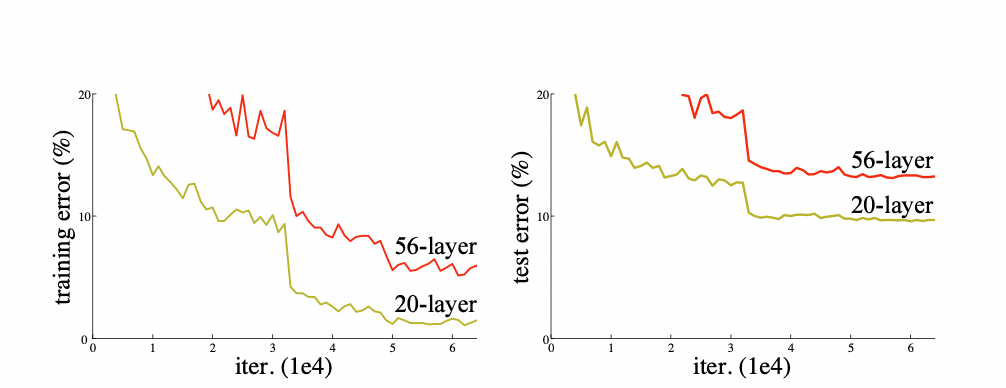 training error (%)
20
10
0
0 1 2 3 4 5 6
iter. (1e4)
56-layer
20-layer
test error (%)
20
10
0
0 1 2 3 4 5 6
iter. (1e4)
56-layer
20-layer